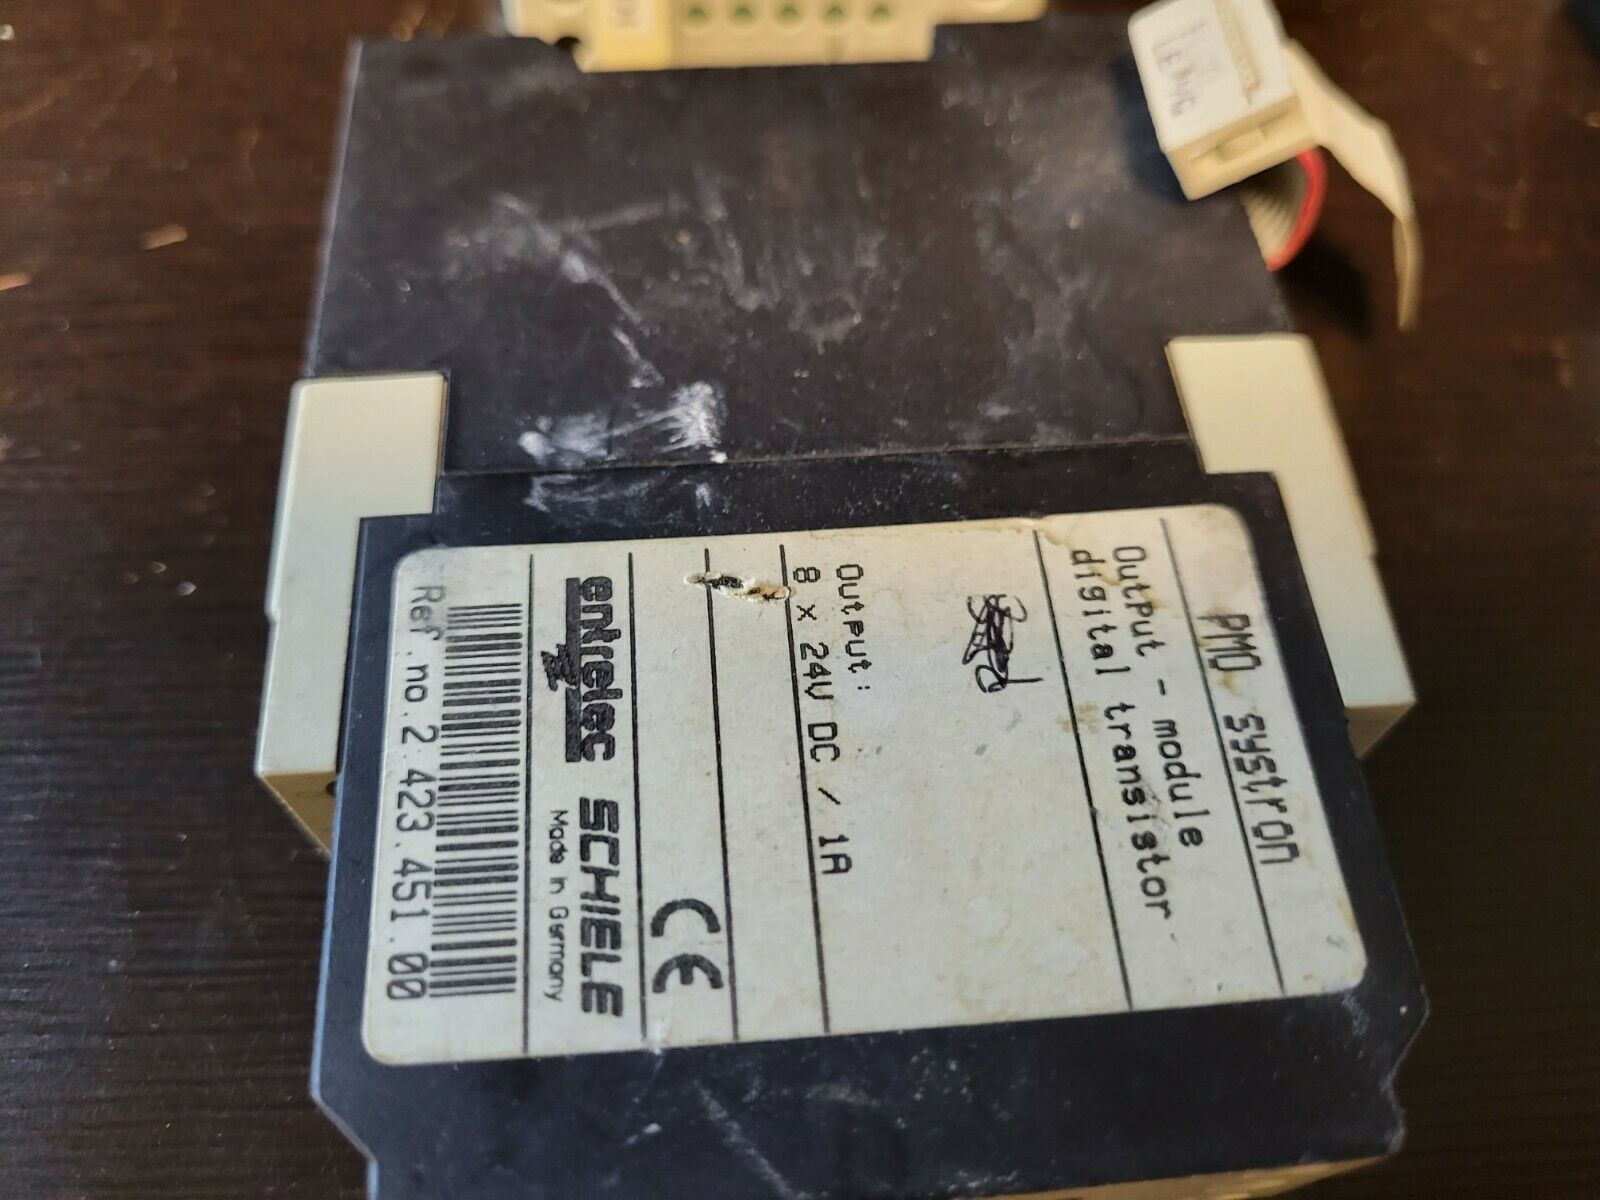 PMO systron
Output - module
digital transistor
Output:
8 x 24V DC / 1A
CE
entrelec SCHIELE
Made in Germany
Ref.no.2.423.451.00